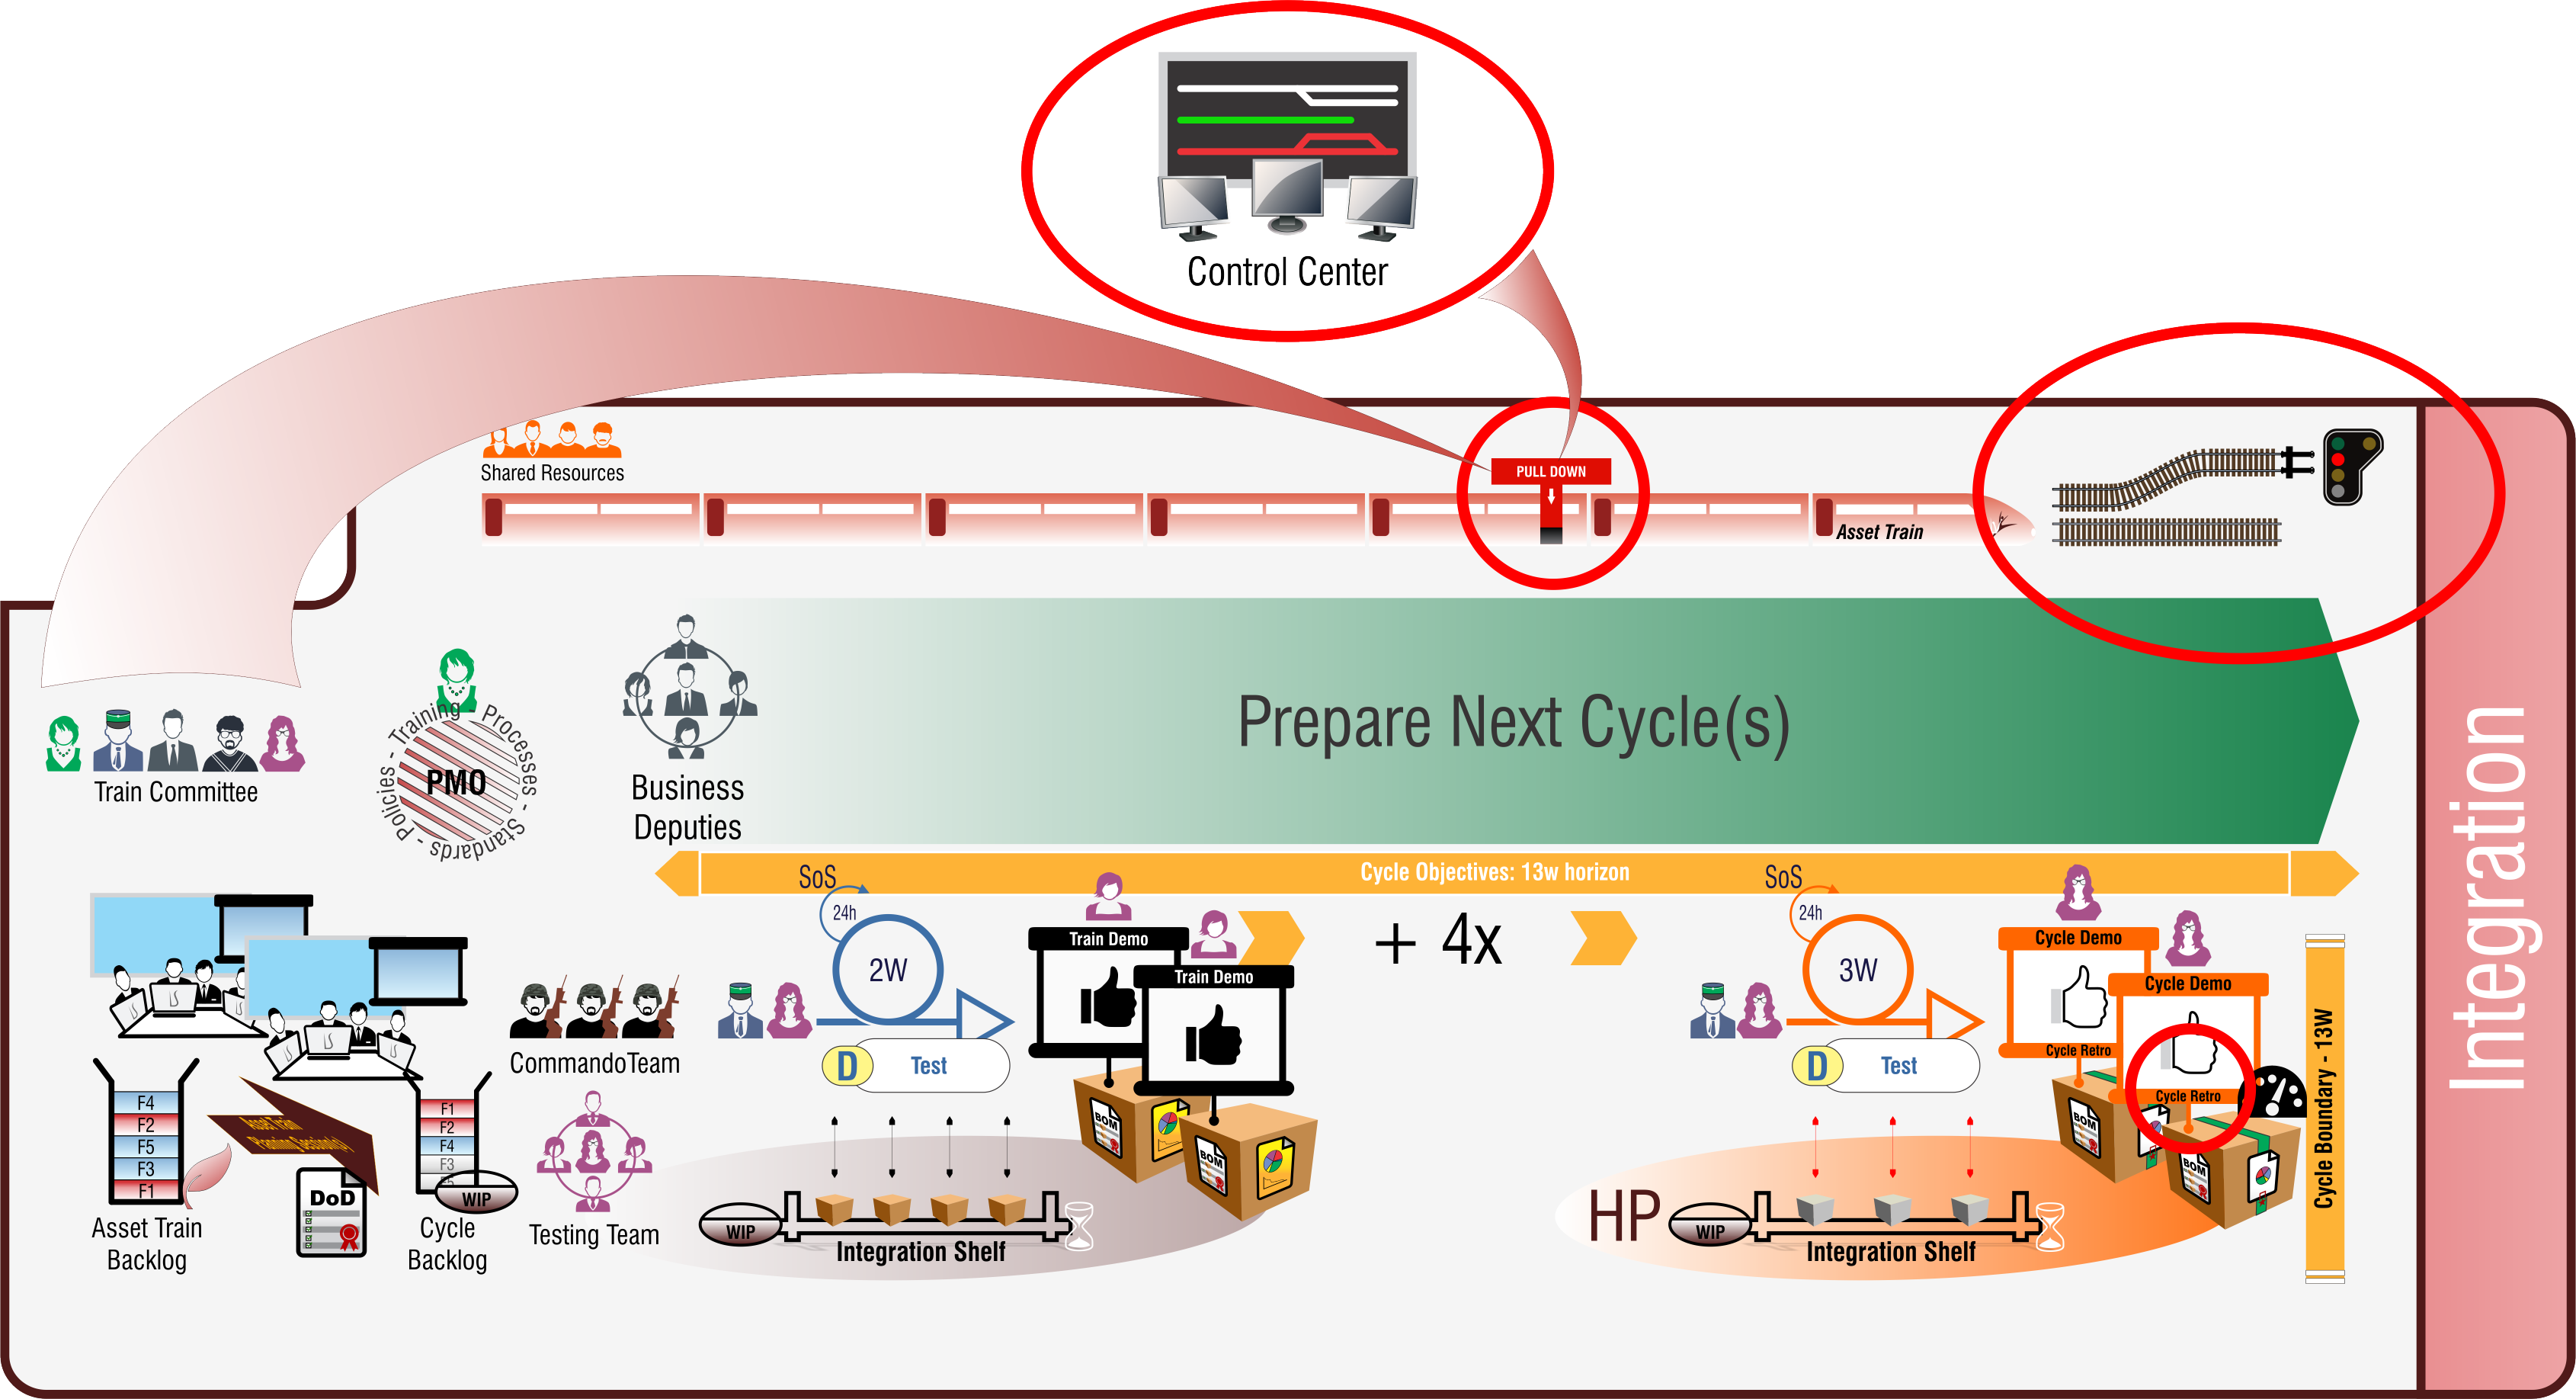 Control Center
Shared Resources
PULL DOWN
Asset Train
Integration
Prepare Next Cycle(s)
Train Committee
Policies - Training - Processes - Standards -
PMO
Business
Deputies
Cycle Objectives: 13w horizon
SoS
24h
2W
D
Test
Train Demo
Train Demo
BOM
BOM
+ 4x
SoS
24h
3W
D
Test
Cycle Demo
Cycle Retro
Cycle Demo
Cycle Retro
BOM
BOM
Cycle Boundary - 13W
CommandoTeam
Testing Team
F4
F2
F5
F3
F1
Asset Train
Backlog
Asset Train
DoD
F1
F2
F4
F3
WIP
Cycle
Backlog
WIP
Integration Shelf
HP
WIP
Integration Shelf